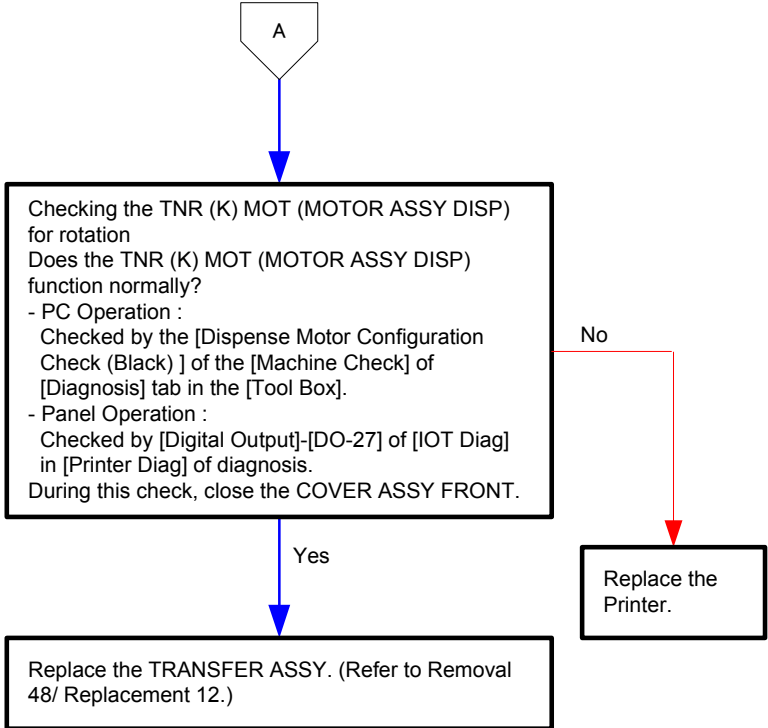 A
Checking the TNR (K) MOT (MOTOR ASSY DISP)
for rotation
Does the TNR (K) MOT (MOTOR ASSY DISP)
function normally?
- PC Operation :
Checked by the [Dispense Motor Configuration
Check (Black) ] of the [Machine Check] of
[Diagnosis] tab in the [Tool Box].
- Panel Operation :
Checked by [Digital Output]-[DO-27] of [IOT Diag]
in [Printer Diag] of diagnosis.
During this check, close the COVER ASSY FRONT.
No
Yes
Replace the
Printer.
Replace the TRANSFER ASSY. (Refer to Removal
48/ Replacement 12.)